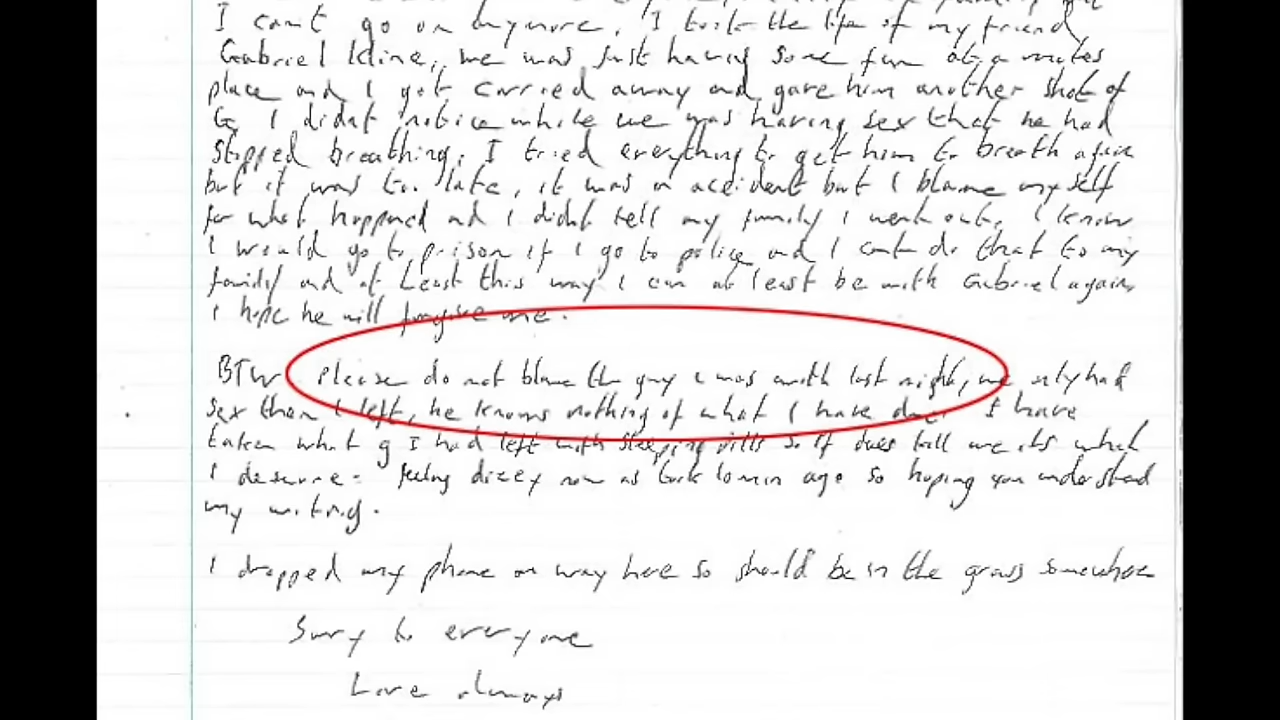 I cant go on anymore, I took the life of my friend
Gabriel Kline, we was just having some fun at a mates
place and I got carried away and gave him another shot of
G I didnt notice while we was having sex that he had
Stopped breathing, I tried everything to get him to breath again
but it was to late, it was a accident but I blame myself
for what happned and I didnt tell my family I went out, I know
I would go to prison if I go to police and I cant do that to my
family and at Least this way I can at least be with Gabriel again,
I hope he will forgive me.
BTW please do not blame the guy I was with last night, we only had
sex then I left, he knows nothing of what I have done I have
taken what g I had left with sleeping pills so if it does kill me its what
I deserve. feeling dizzy now as took 10 min ago so hoping you understand
my writing.
I dropped my phone on way here so should be in the grass somewhere
Sorry to everyone
Love always